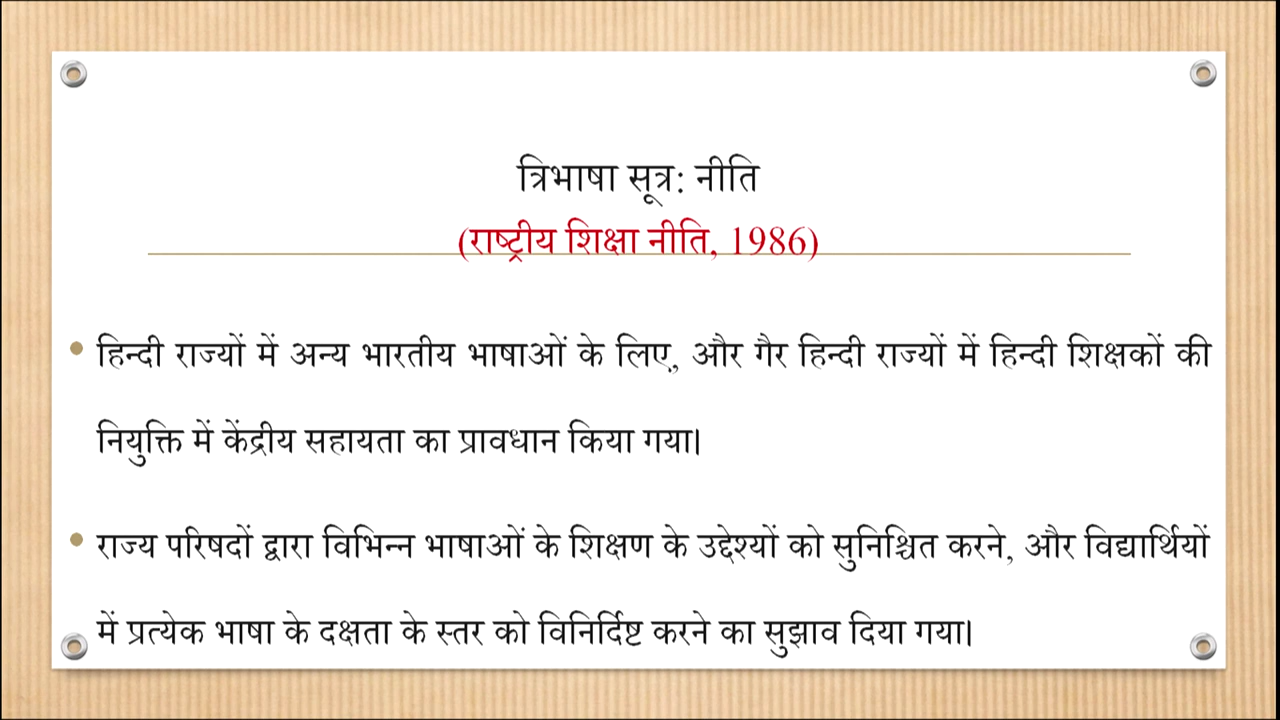 त्रिभाषा सूत्र: नीति
(राष्ट्रीय शिक्षा नीति, 1986)
• हिन्दी राज्यों में अन्य भारतीय भाषाओं के लिए, और गैर हिन्दी राज्यों में हिन्दी शिक्षकों की
नियुक्ति में केंद्रीय सहायता का प्रावधान किया गया।
• राज्य परिषदों द्वारा विभिन्न भाषाओं के शिक्षण के उद्देश्यों को सुनिश्चित करने, और विद्यार्थियों
में प्रत्येक भाषा के दक्षता के स्तर को विनिर्दिष्ट करने का सुझाव दिया गया।